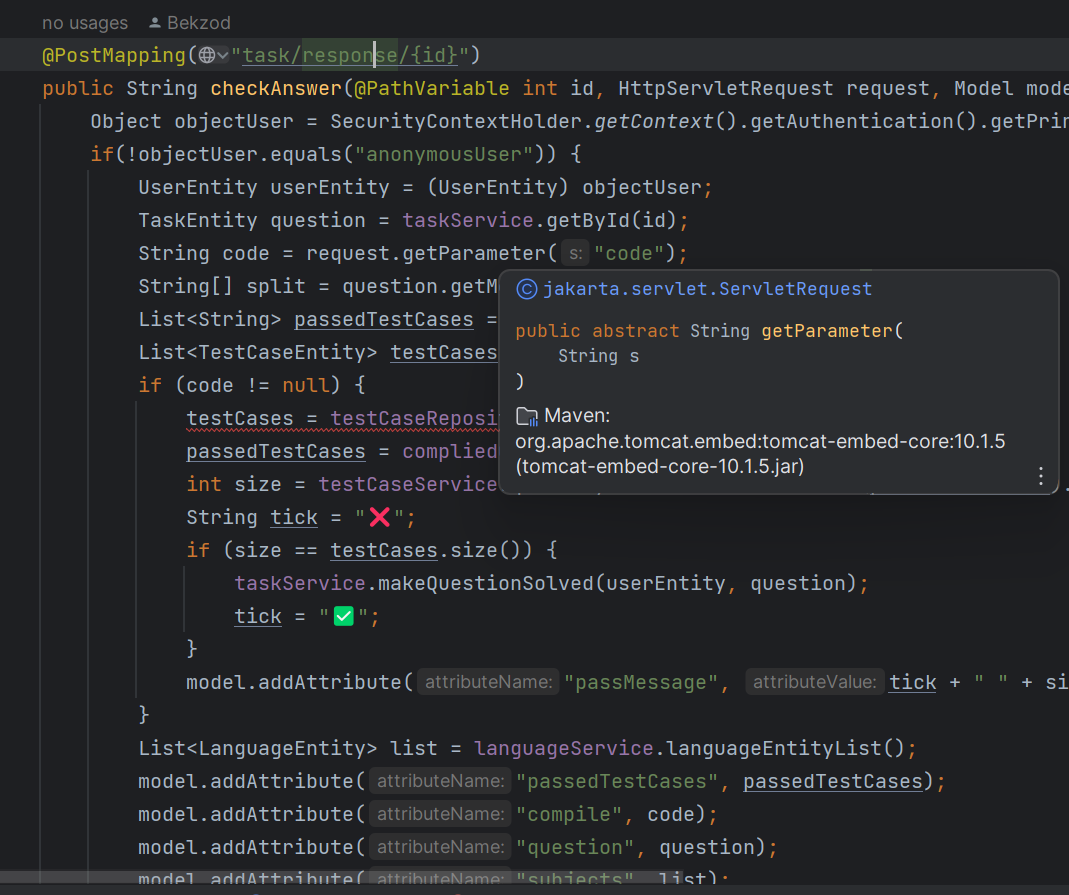 no usages Bekzod
@PostMapping("task/response/{id}")
public String checkAnswer(@PathVariable int id, HttpServletRequest request, Model mode
Object objectUser = SecurityContextHolder.getContext().getAuthentication().getPrin
if(!objectUser.equals("anonymousUser")) {
UserEntity userEntity = (UserEntity) objectUser;
TaskEntity question = taskService.getById(id);
String code = request.getParameter( s: "code");
String[] split = question.getM
List<String> passedTestCases =
List<TestCaseEntity> testCases
if (code != null) {
testCases = testCaseReposi
passedTestCases = complied
int size = testCaseService
String tick = "❌";
if (size == testCases.size()) {
taskService.makeQuestionSolved(userEntity, question);
tick = "✅";
}
model.addAttribute( attributeName: "passMessage", attributeValue: tick + " " + si
}
List<LanguageEntity> list = languageService.languageEntityList();
model.addAttribute( attributeName: "passedTestCases", passedTestCases);
model.addAttribute( attributeName: "compile", code);
model.addAttribute( attributeName: "question", question);
model.addAttribute( attributeName: "subjects", list);
jakarta.servlet.ServletRequest
public abstract String getParameter(
String s
)
Maven:
org.apache.tomcat.embed:tomcat-embed-core:10.1.5
(tomcat-embed-core-10.1.5.jar)